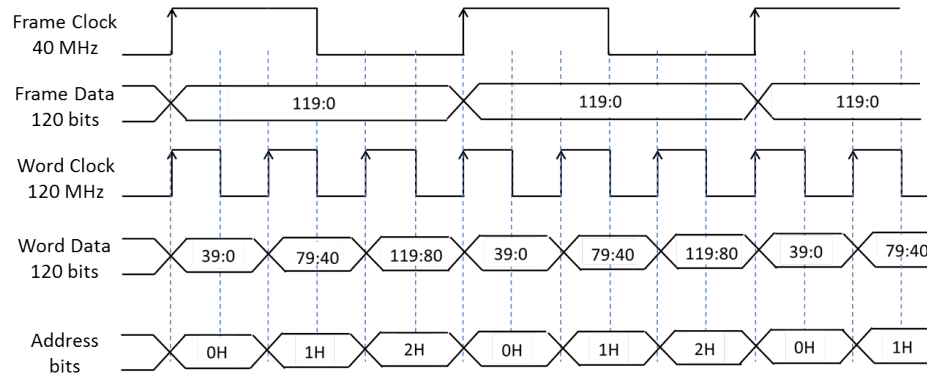 Frame Clock
40 MHz
Frame Data
120 bits
119:0 119:0 119:0
Word Clock
120 MHz
Word Data
120 bits
39:0 79:40 119:80 39:0 79:40 119:80 39:0 79:40
Address
bits
0H 1H 2H 0H 1H 2H 0H 1H